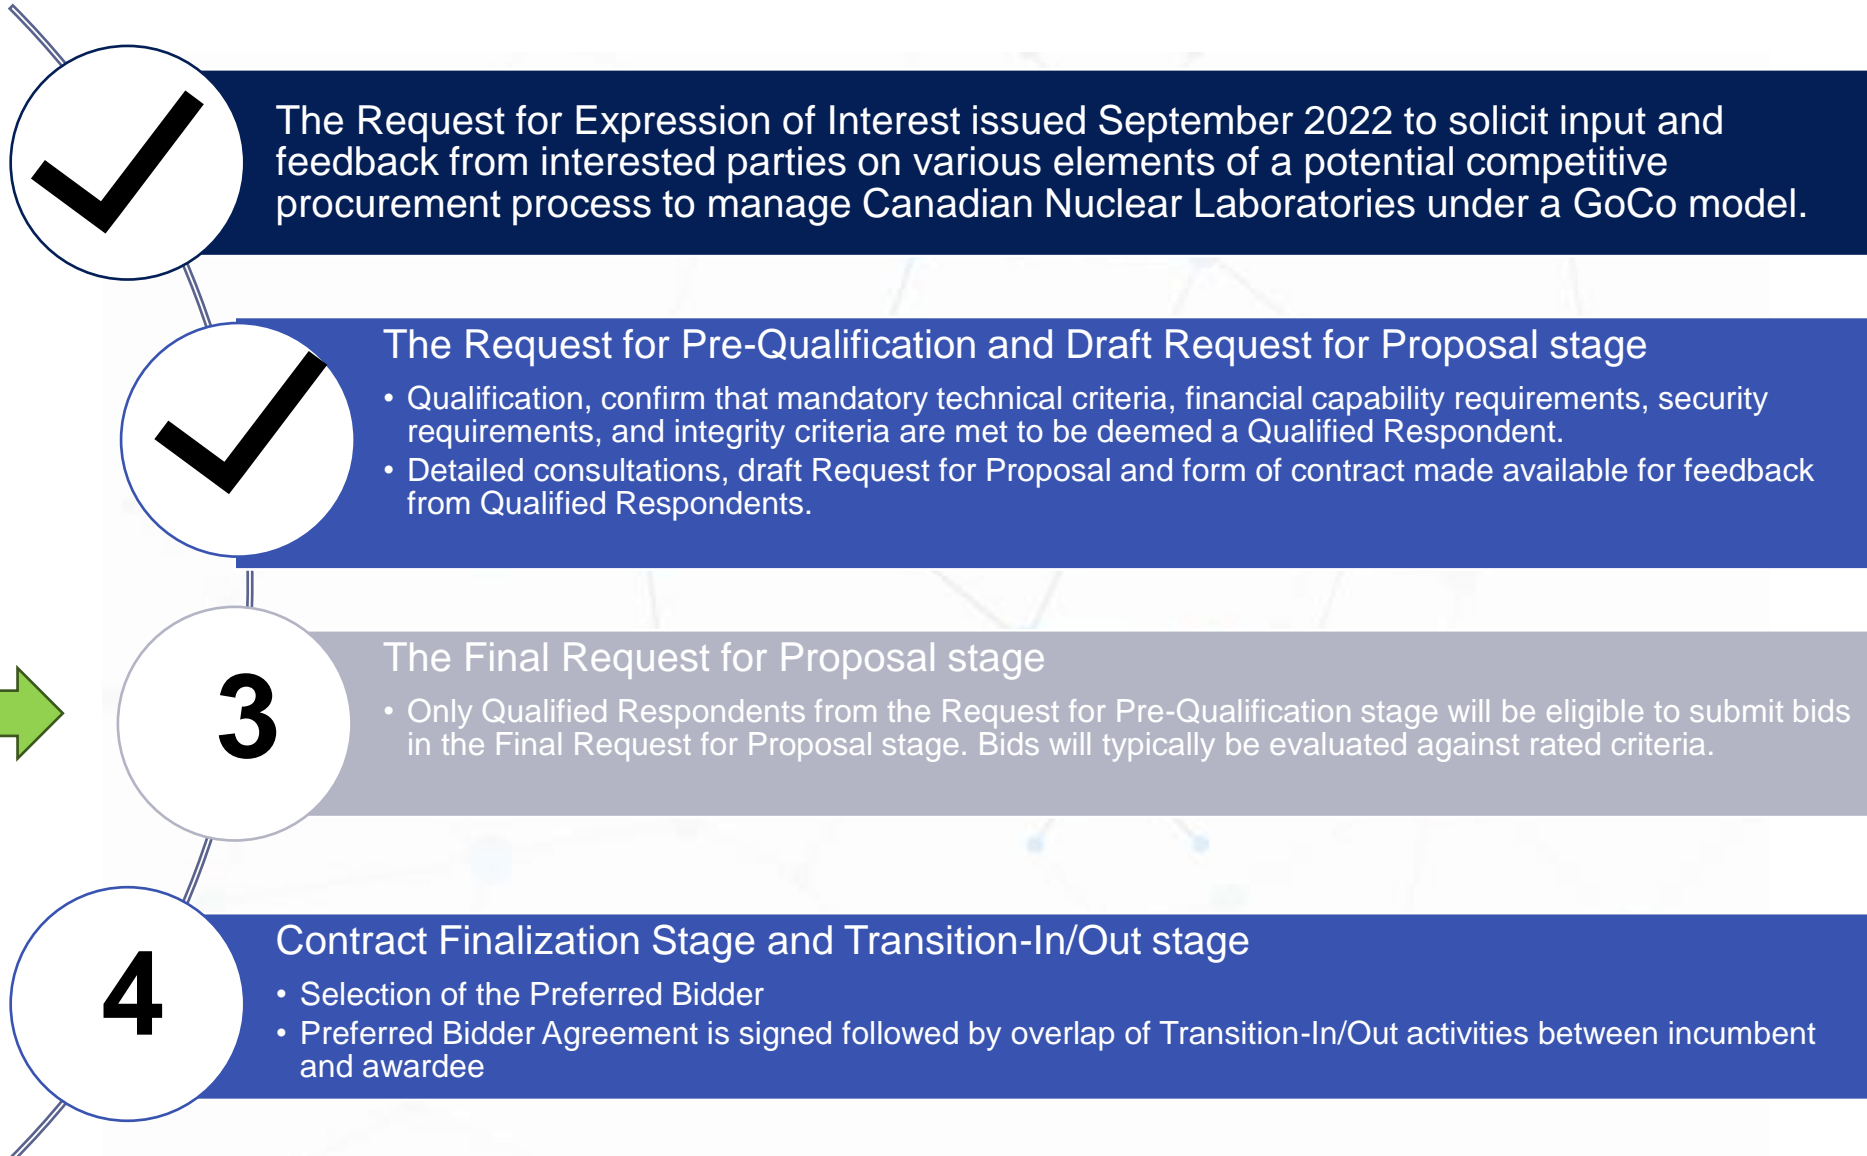 The Request for Expression of Interest issued September 2022 to solicit input and
feedback from interested parties on various elements of a potential competitive
procurement process to manage Canadian Nuclear Laboratories under a GoCo model.
The Request for Pre-Qualification and Draft Request for Proposal stage
• Qualification, confirm that mandatory technical criteria, financial capability requirements, security
requirements, and integrity criteria are met to be deemed a Qualified Respondent.
• Detailed consultations, draft Request for Proposal and form of contract made available for feedback
from Qualified Respondents.
3
The Final Request for Proposal stage
• Only Qualified Respondents from the Request for Pre-Qualification stage will be eligible to submit bids
in the Final Request for Proposal stage. Bids will typically be evaluated against rated criteria.
4
Contract Finalization Stage and Transition-In/Out stage
• Selection of the Preferred Bidder
• Preferred Bidder Agreement is signed followed by overlap of Transition-In/Out activities between incumbent
and awardee